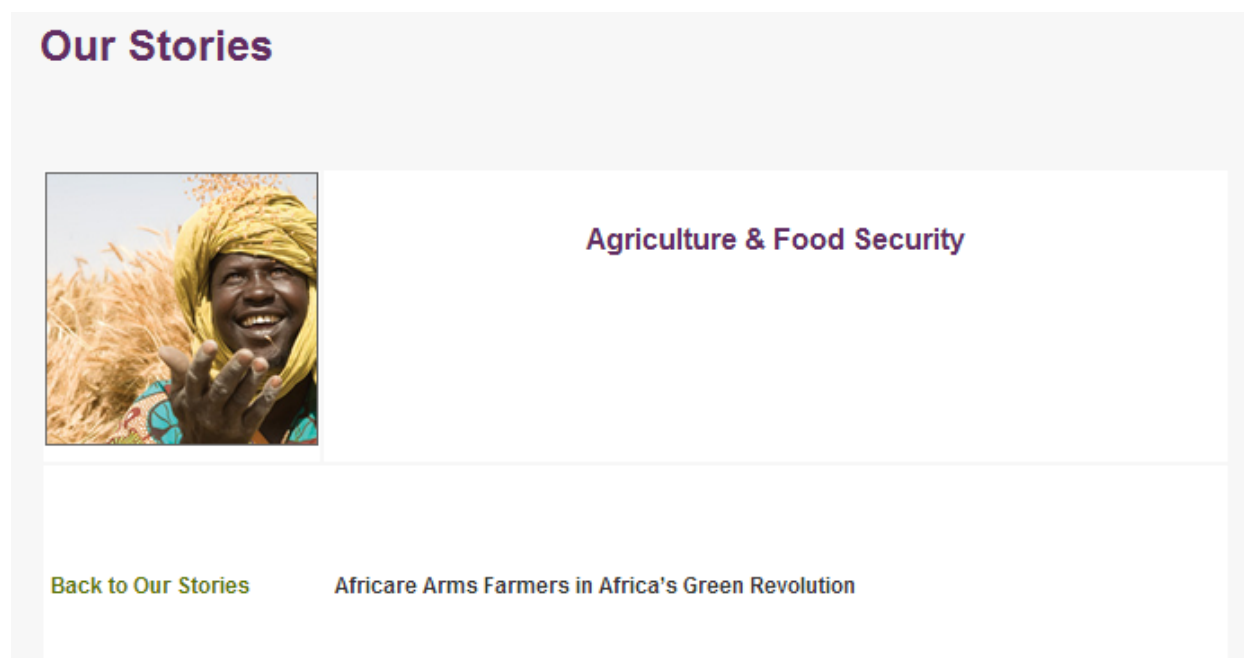 Our Stories
Agriculture & Food Security
Back to Our Stories
Africare Arms Farmers in Africa's Green Revolution